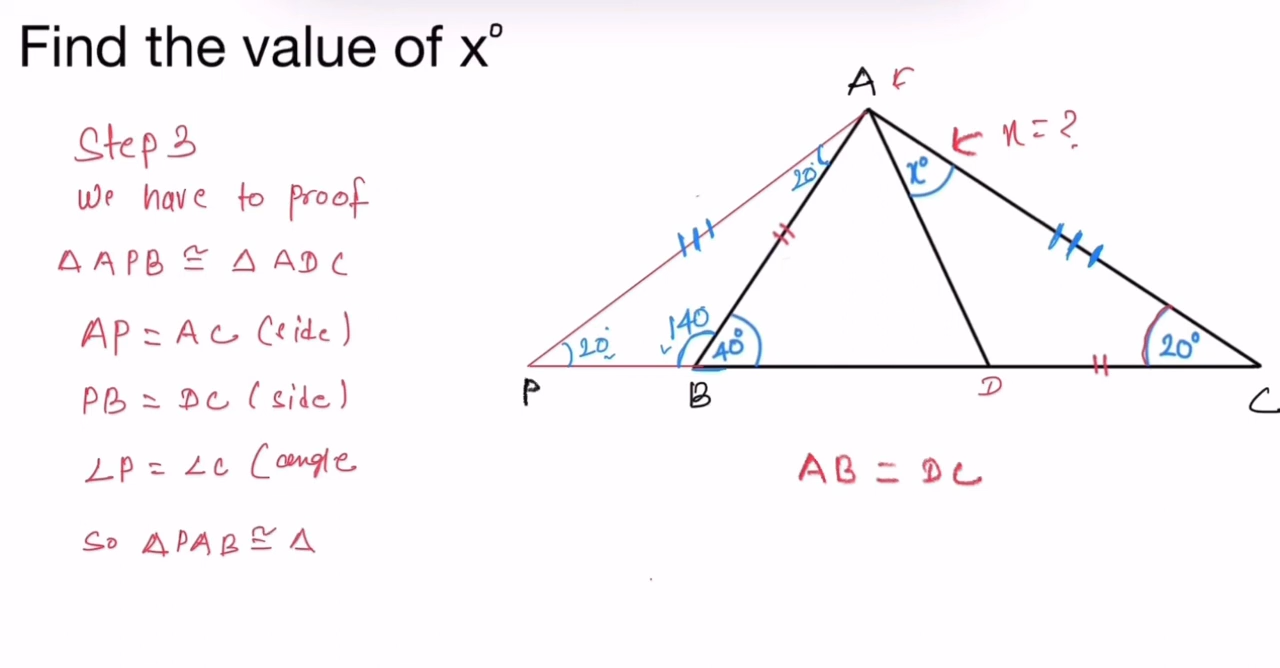 Find the value of x°
Step 3
We have to proof
Δ APB ≅ Δ ADC
AP = AC (side)
PB = DC (side)
∠P = ∠C (angle
So Δ PAB ≅ Δ
A
x = ?
20°
x°
140
20°
40°
20°
P
B
D
C
AB = DC